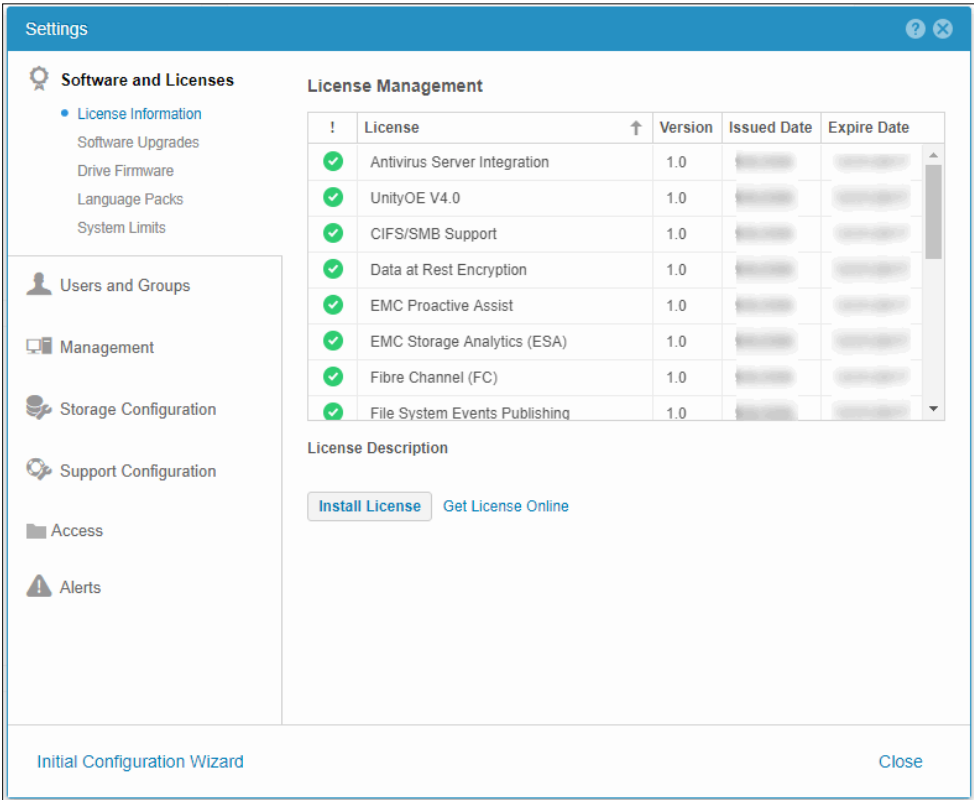 Settings
Software and Licenses
License Information
Software Upgrades
Drive Firmware
Language Packs
System Limits
Users and Groups
Management
Storage Configuration
Support Configuration
Access
Alerts
License Management
! License Version Issued Date Expire Date
Antivirus Server Integration 1.0
UnityOE V4.0 1.0
CIFS/SMB Support 1.0
Data at Rest Encryption 1.0
EMC Proactive Assist 1.0
EMC Storage Analytics (ESA) 1.0
Fibre Channel (FC) 1.0
File System Events Publishing 1.0
License Description
Install License Get License Online
Initial Configuration Wizard Close